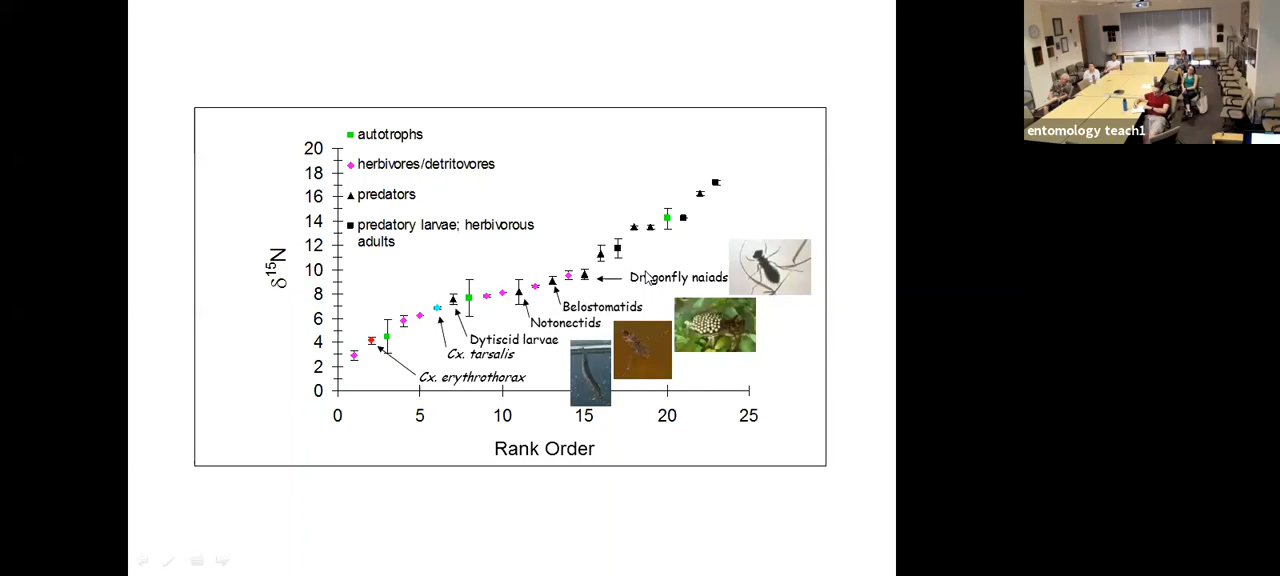 entomology teach1
autotrophs
20
18
herbivores/detritovores
16
predators
14
predatory larvae; herbivorous
adults
12
δ15N
10
Dragonfly naiads
8
Belostomatids
Notonectids
6
Dytiscid larvae
Cx. tarsalis
4
Cx. erythrothorax
2
0
0 5 10 15 20 25
Rank Order